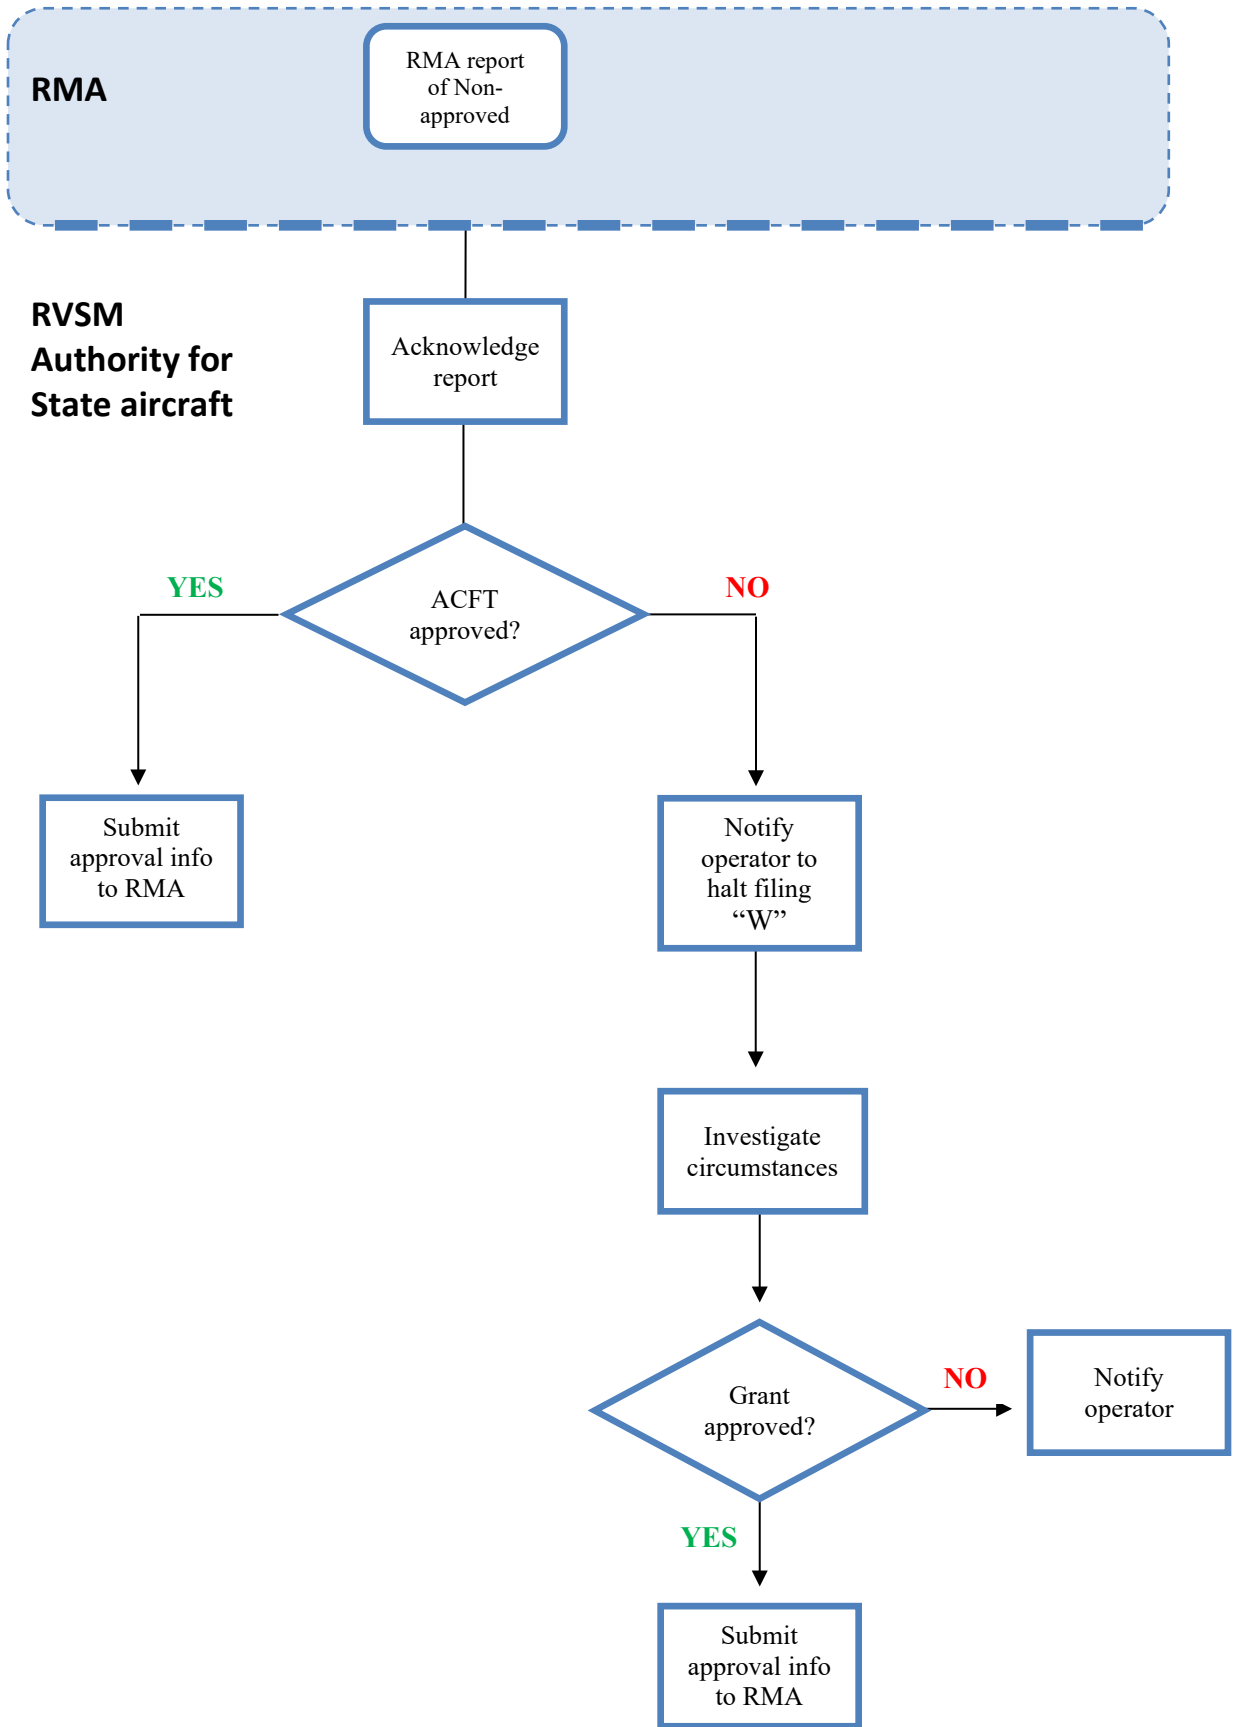 RMA
RMA report
of Non-
approved
RVSM
Authority for
State aircraft
Acknowledge
report
YES
NO
ACFT
approved?
Submit
approval info
to RMA
Notify
operator to
halt filing
“W”
Investigate
circumstances
Grant
approved?
NO
Notify
operator
YES
Submit
approval info
to RMA